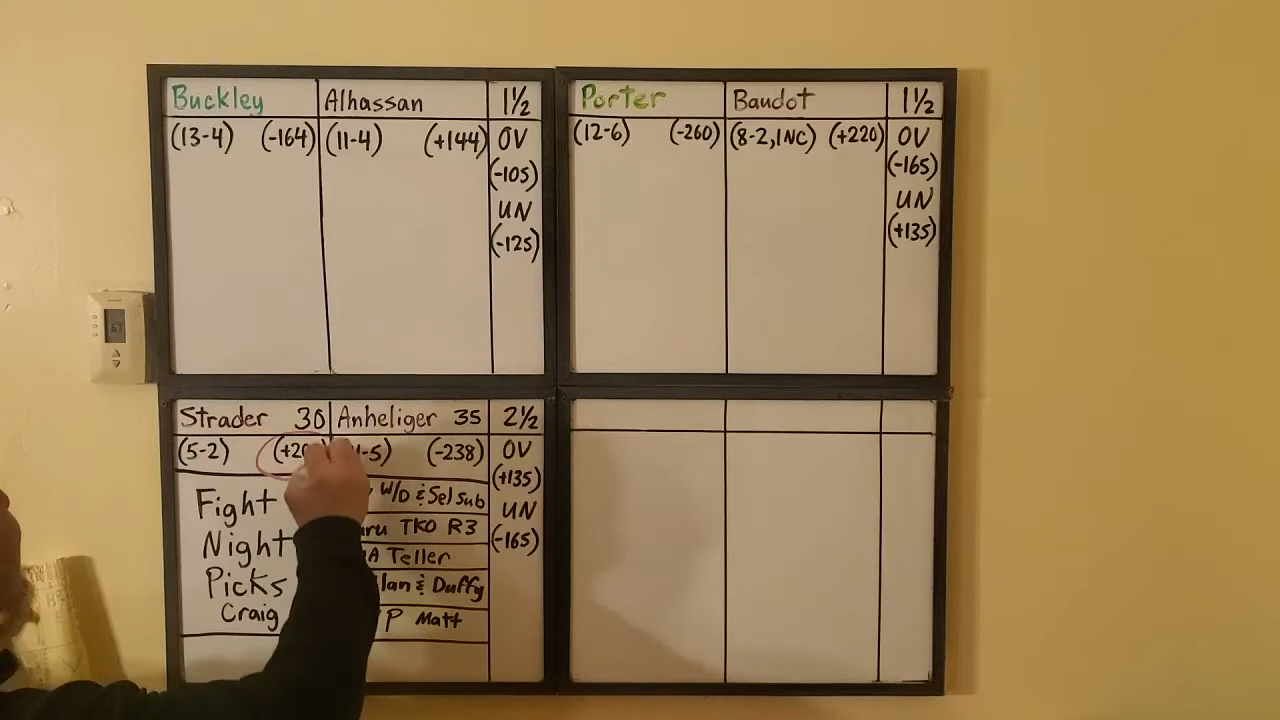 Buckley Alhassan 1½
(13-4) (-164) (11-4) (+144) OV
(-105)
UN
(-125)
Porter Baudot 1½
(12-6) (-260) (8-2,1NC) (+220) OV
(-165)
UN
(+135)
Strader 30 Anheliger 35 2½
(5-2) (-238) OV
W/D & Sel Sub (+135)
TKO R3 UN
Teller (-165)
& Duffy
Matt
Fight
Night
Picks
Craig